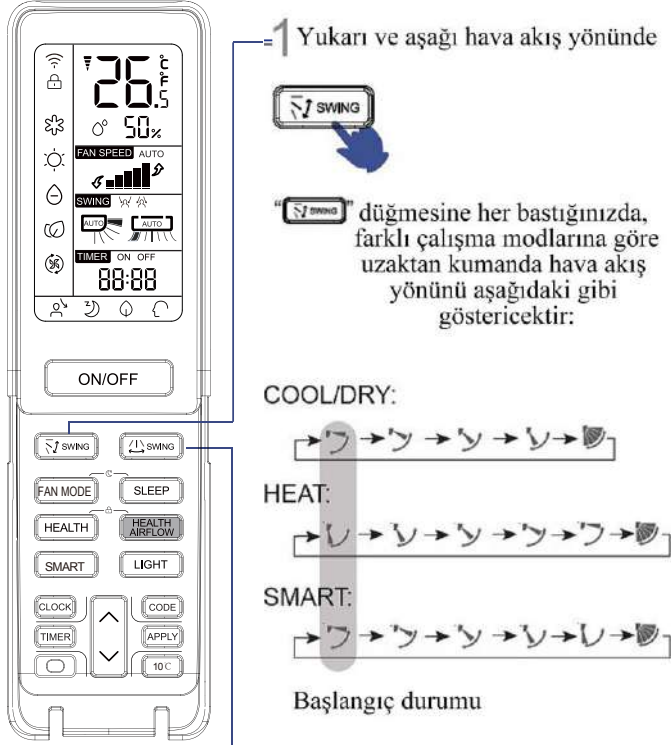 1 Yukarı ve aşağı hava akış yönünde
SWING
“SWING” düğmesine her bastığınızda,
farklı çalışma modlarına göre
uzaktan kumanda hava akış
yönünü aşağıdaki gibi
göstericektir:
COOL/DRY:
HEAT:
SMART:
Başlangıç durumu
26.5 °C °F
50%
FAN SPEED AUTO
SWING
AUTO AUTO
TIMER ON OFF
88:88
ON/OFF
SWING SWING
FAN MODE SLEEP
HEALTH HEALTH AIRFLOW
SMART LIGHT
CLOCK CODE
TIMER APPLY
10℃